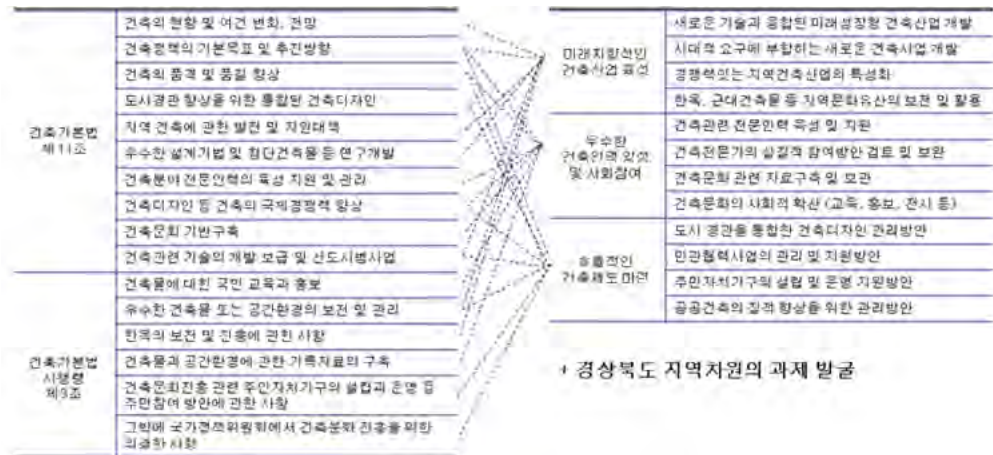 건축기본법
제11조
건축의 현황 및 여건 변화, 전망
건축정책의 기본목표 및 추진방향
건축의 품격 및 품질 향상
도시경관 향상을 위한 통합된 건축디자인
지역 건축에 관한 발전 및 지원대책
우수한 설계기법 및 첨단건축물 등 연구개발
건축분야 전문인력의 육성 지원 및 관리
건축디자인 등 건축의 국제경쟁력 향상
건축문화 기반구축
건축관련 기술의 개발 보급 및 선도시범사업
건축기본법
시행령
제3조
건축물에 대한 국민 교육과 홍보
우수한 건축물 또는 공간환경의 보전 및 관리
한옥의 보전 및 진흥에 관한 사항
건축물과 공간환경에 관한 기록자료의 구축
건축문화진흥 관련 주민자치기구의 설립과 운영 등
주민참여 방안에 관한 사항
그밖에 국가건축정책위원회에서 건축문화 진흥을 위한
의결한 사항
미래지향적인
건축산업 육성
새로운 기술과 융합된 미래성장형 건축산업 개발
시대적 요구에 부합하는 새로운 건축사업 개발
경쟁력있는 지역건축산업의 특성화
한옥, 근대건축물 등 지역문화유산의 보전 및 활용
우수한
건축인력 양성
및 사회참여
건축관련 전문인력 육성 및 지원
건축전문가의 실질적 참여방안 검토 및 보완
건축문화 관련 자료구축 및 보관
건축문화의 사회적 확산 (교육, 홍보, 전시 등)
효율적인
건축제도 마련
도시 경관을 통합한 건축디자인 관리방안
민관협력사업의 관리 및 지원방안
주민자치기구의 설립 및 운영 지원방안
공공건축의 질적 향상을 위한 관리방안
+ 경상북도 지역차원의 과제 발굴